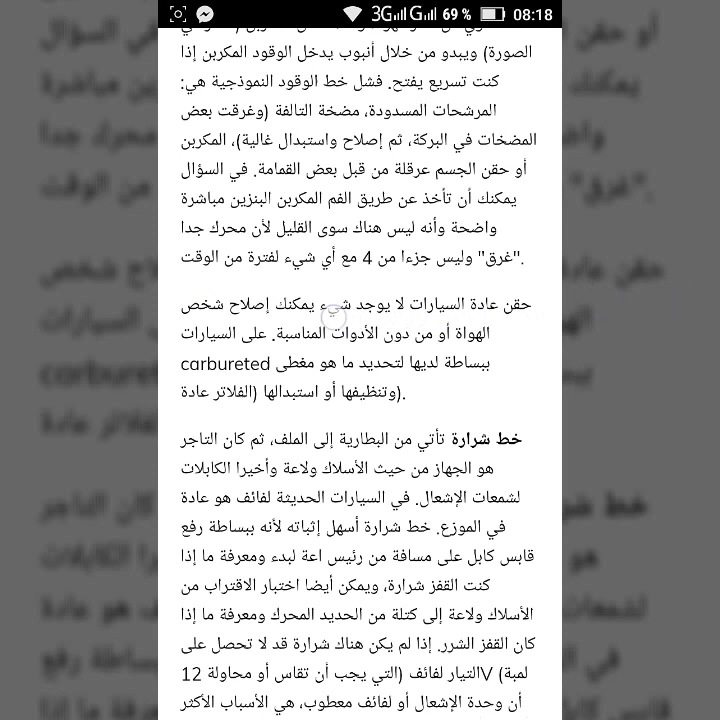 3G G 69 % 08:18
الصورة) ويبدو من خلال أنبوب يدخل الوقود المكربن إذا
كنت تسريع يفتح. فشل خط الوقود النموذجية هي:
المرشحات المسدودة، مضخة التالفة (وغرقت بعض
المضخات في البركة، ثم إصلاح واستبدال غالية)، المكربن
أو حقن الجسم عرقلة من قبل بعض القمامة. في السؤال
يمكنك أن تأخذ عن طريق الفم المكربن البنزين مباشرة
واضحة وأنه ليس هناك سوى القليل لأن محرك جدا
"غرق" وليس جزءا من 4 مع أي شيء لفترة من الوقت.
حقن عادة السيارات لا يوجد شيء يمكنك إصلاح شخص
الهواة أو من دون الأدوات المناسبة. على السيارات
carbureted ببساطة لديها لتحديد ما هو مغطى
وتنظيفها أو استبدالها (الفلاتر عادة).
خط شرارة تأتي من البطارية إلى الملف، ثم كان التاجر
هو الجهاز من حيث الأسلاك ولاعة وأخيرا الكابلات
لشمعات الإشعال. في السيارات الحديثة لفائف هو عادة
في الموزع. خط شرارة أسهل إثباته لأنه ببساطة رفع
قابس كابل على مسافة من رئيس اعة لبدء ومعرفة ما إذا
كنت القفز شرارة، ويمكن أيضا اختبار الاقتراب من
الأسلاك ولاعة إلى كتلة من الحديد المحرك ومعرفة ما إذا
كان القفز الشرر. إذا لم يكن هناك شرارة قد لا تحصل على
التيار لفائف (التي يجب أن تقاس أو محاولة 12V لمبة)
أن وحدة الإشعال أو لفائف معطوب، هي الأسباب الأكثر